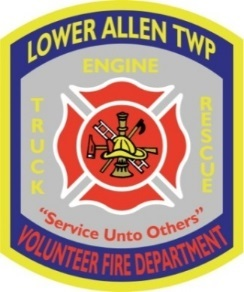 LOWER ALLEN TWP
ENGINE
TRUCK
RESCUE
"Service Unto Others"
VOLUNTEER FIRE DEPARTMENT